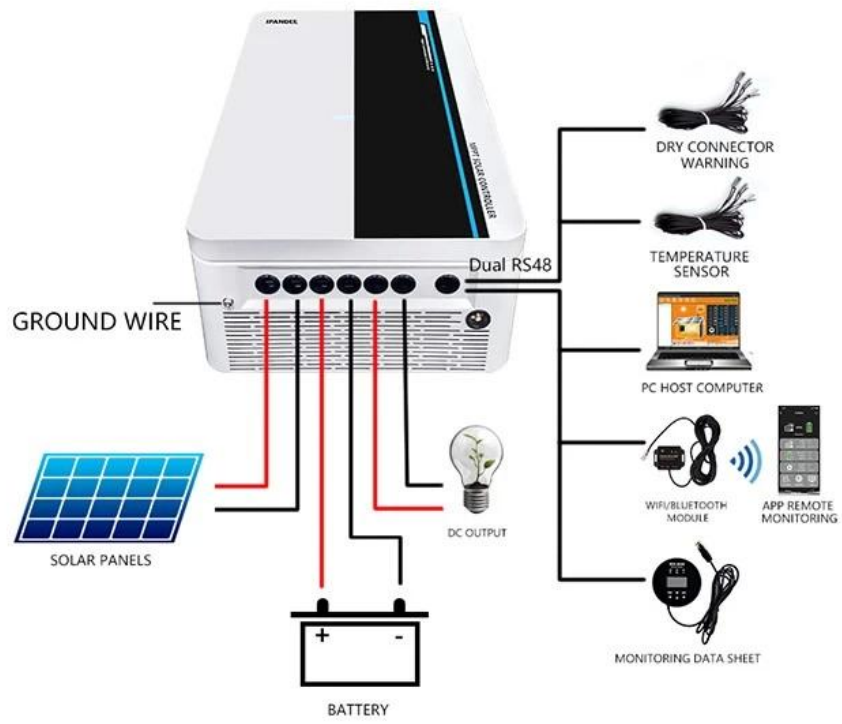 IPANDEE
MPPT SOLAR CONTROLLER
Dual RS48
GROUND WIRE
DRY CONNECTOR
WARNING
TEMPERATURE
SENSOR
PC HOST COMPUTER
WIFI/BLUETOOTH
MODULE
APP REMOTE
MONITORING
MONITORING DATA SHEET
SOLAR PANELS
DC OUTPUT
+ -
BATTERY